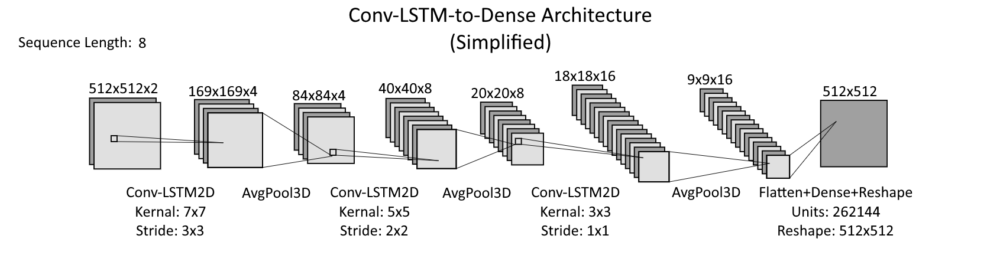 Conv-LSTM-to-Dense Architecture
(Simplified)
Sequence Length: 8
512x512x2
169x169x4
84x84x4
40x40x8
20x20x8
18x18x16
9x9x16
512x512
Conv-LSTM2D
Kernal: 7x7
Stride: 3x3
AvgPool3D
Conv-LSTM2D
Kernal: 5x5
Stride: 2x2
AvgPool3D
Conv-LSTM2D
Kernal: 3x3
Stride: 1x1
AvgPool3D
Flatten+Dense+Reshape
Units: 262144
Reshape: 512x512